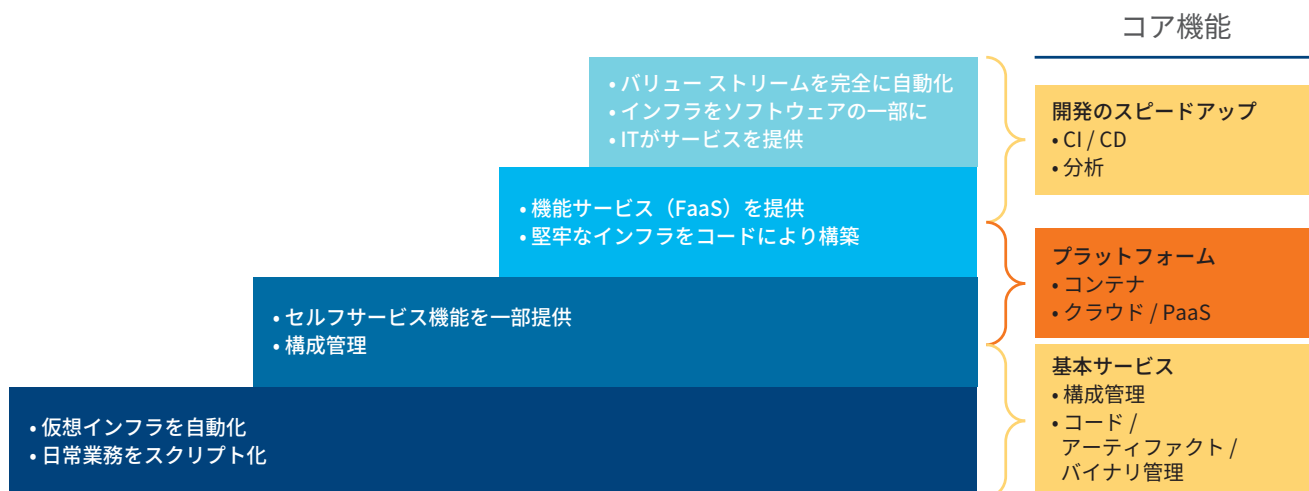 コア機能
• バリュー ストリームを完全に自動化
• インフラをソフトウェアの一部に
• ITがサービスを提供
• 機能サービス（FaaS）を提供
• 堅牢なインフラをコードにより構築
• セルフサービス機能を一部提供
• 構成管理
• 仮想インフラを自動化
• 日常業務をスクリプト化
開発のスピードアップ
• CI / CD
• 分析
プラットフォーム
• コンテナ
• クラウド / PaaS
基本サービス
• 構成管理
• コード /
アーティファクト /
バイナリ管理